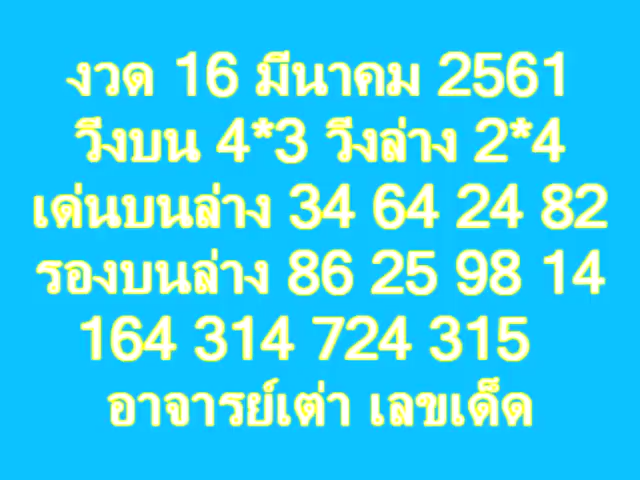 งวด 16 มีนาคม 2561
วีงบน 4*3 วีงล่าง 2*4
เด่นบนล่าง 34 64 24 82
รองบนล่าง 86 25 98 14
164 314 724 315
อาจารย์เต่า เลขเด็ด